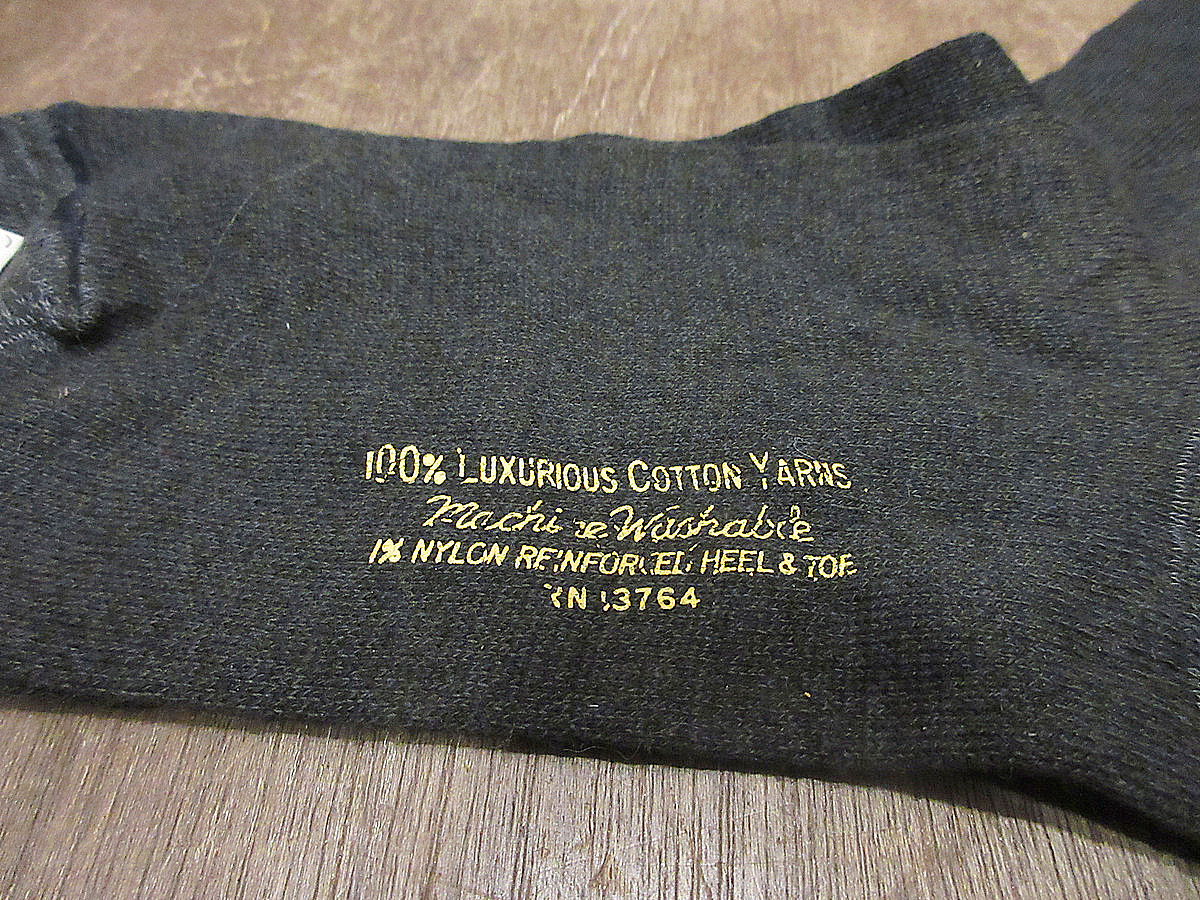 100% LUXURIOUS COTTON YARNS
Machine Washable
1% NYLON REINFORCED HEEL & TOE
RN 13764